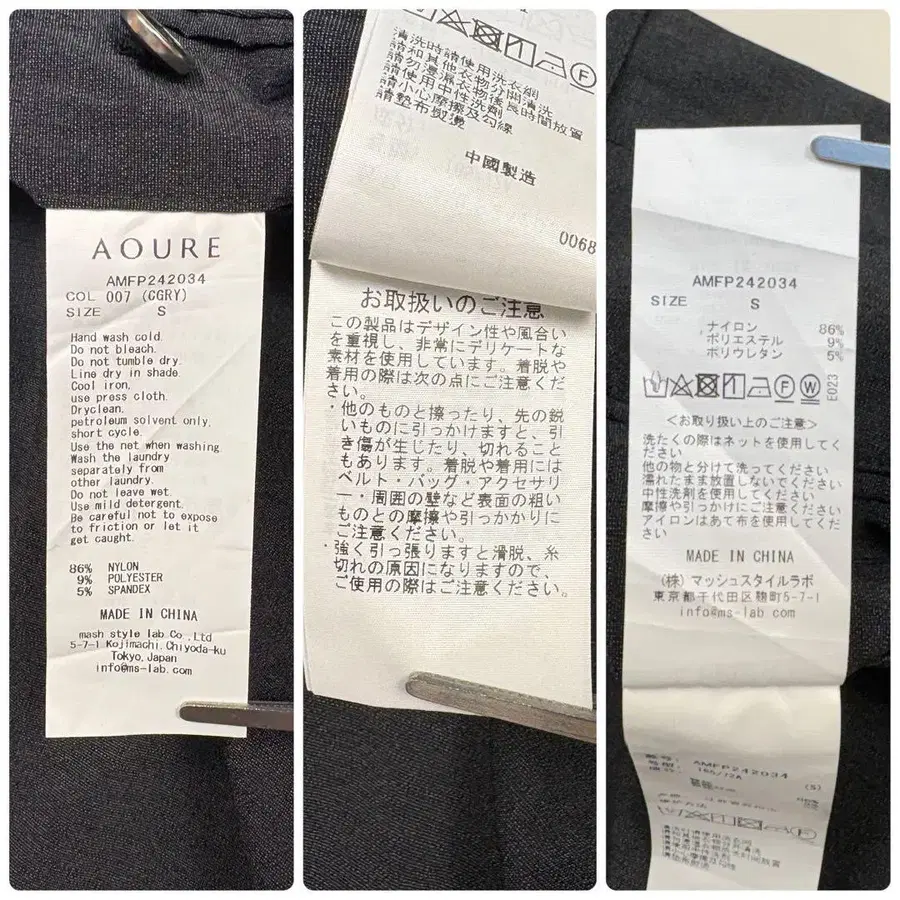 AOURE
AMFP242034
COL 007 (CGRY)
SIZE S
Hand wash cold.
Do not bleach.
Do not tumble dry.
Line dry in shade.
Cool iron,
use press cloth.
Dryclean,
petroleum solvent only,
short cycle.
Use the net when washing.
Wash the laundry
separately from
other laundry.
Do not leave wet.
Use mild detergent.
Be careful not to expose
to friction or let it
get caught.
86% NYLON
9% POLYESTER
5% SPANDEX
MADE IN CHINA
mash style lab Co.,Ltd
5-7-1 Kojimachi,Chiyoda-ku
Tokyo,Japan
info@ms-lab.com
清洗時請使用洗衣網
請和其他衣物分開清洗
請勿浸濕衣物後長時間放置
請使用中性洗劑
請小心摩擦及勾線
請墊布熨燙
中國製造
0068
お取扱いのご注意
この製品はデザイン性や風合い
を重視し、非常にデリケートな
素材を使用しています。着脱や
着用の際は次の点にご注意くだ
さい。
・他のものと擦ったり、先の鋭
いものに引っかけますと、引
き傷が生じたり、切れること
もあります。着脱や着用には
ベルト・バッグ・アクセサリ
ー・周囲の壁など表面の粗い
ものとの摩擦や引っかかりに
ご注意ください。
・強く引っ張りますと滑脱、糸
切れの原因になりますので、
ご使用の際はご注意ください。
AMFP242034
SIZE S
ナイロン 86%
ポリエステル 9%
ポリウレタン 5%
E023
<お取り扱い上のご注意>
洗たくの際はネットを使用してく
ださい
他の物と分けて洗ってください
濡れたまま放置しないでください
中性洗剤を使用してください
摩擦や引っかけにご注意ください
アイロンはあて布を使用してくだ
さい
MADE IN CHINA
(株)マッシュスタイルラボ
東京都千代田区麹町5-7-1
info@ms-lab.com
AMFP242034
165/72A
(S)